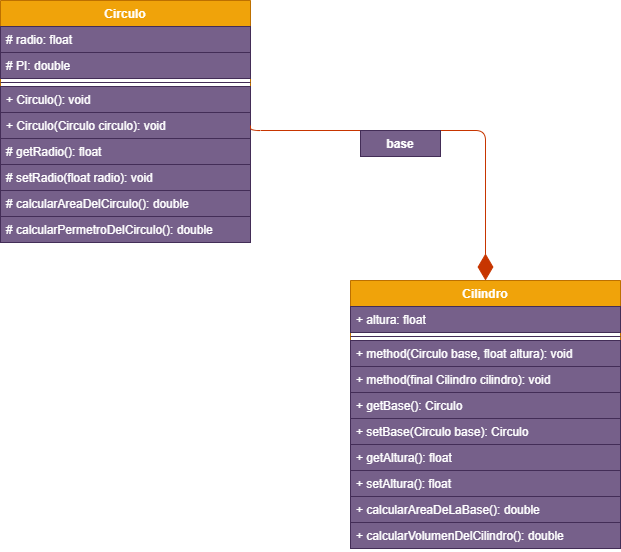 Circulo
# radio: float
# PI: double
+ Circulo(): void
+ Circulo(Circulo circulo): void
# getRadio(): float
# setRadio(float radio): void
# calcularAreaDelCirculo(): double
# calcularPermetroDelCirculo(): double
base
Cilindro
+ altura: float
+ method(Circulo base, float altura): void
+ method(final Cilindro cilindro): void
+ getBase(): Circulo
+ setBase(Circulo base): Circulo
+ getAltura(): float
+ setAltura(): float
+ calcularAreaDeLaBase(): double
+ calcularVolumenDelCilindro(): double